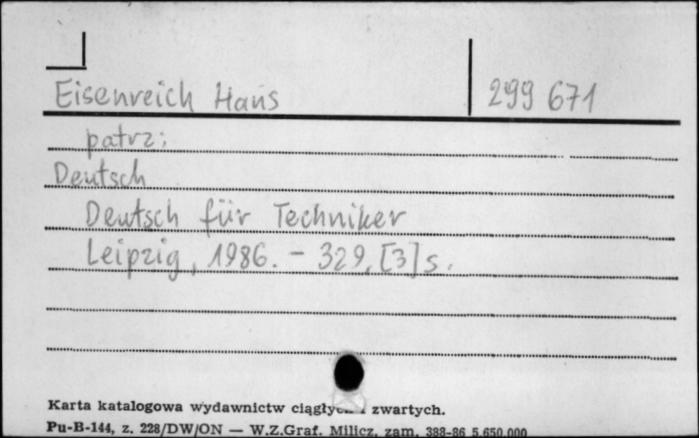 Eisenreich Hans 299 671
patrz:
Deutsch
Deutsch für Techniker
Leipzig, 1986. - 329, [3] s.
Karta katalogowa wydawnictw zwartych.
Pu-B-144, z. 228/DW/ON — W.Z.Graf. Milicz, zam. 388-86 5.650.000